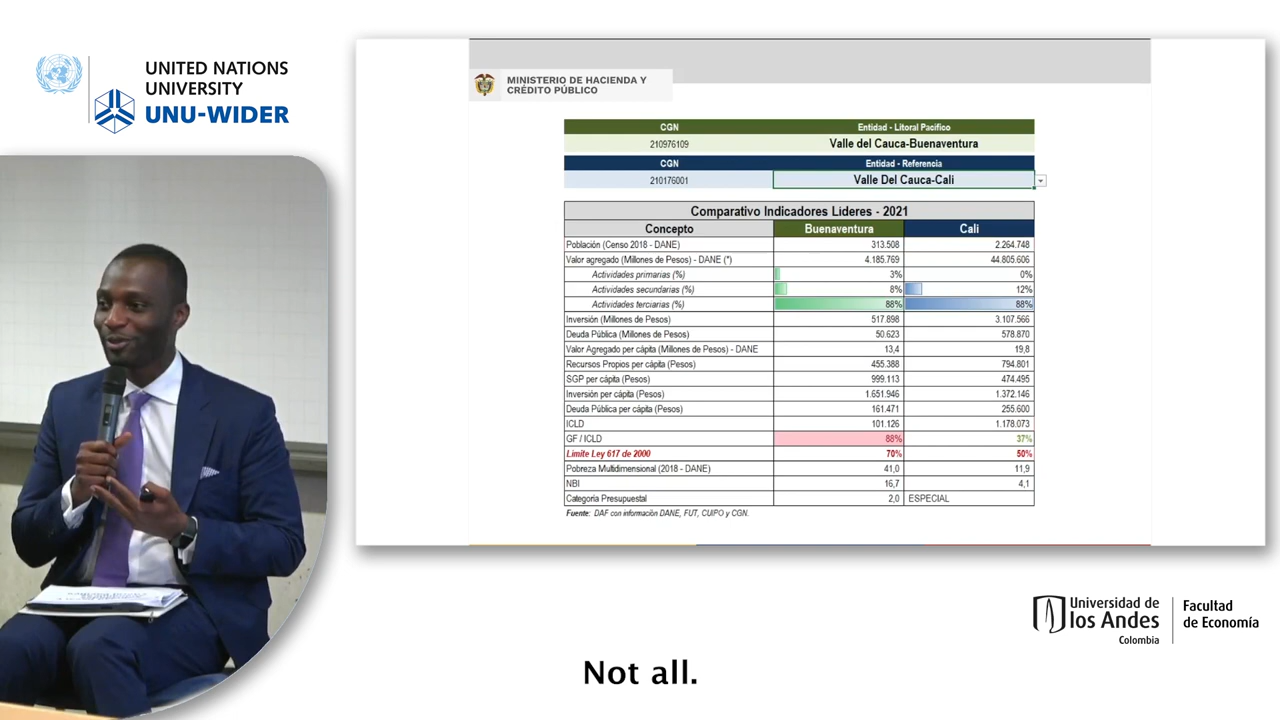 UNITED NATIONS
UNIVERSITY
UNU-WIDER
MINISTERIO DE HACIENDA Y
CRÉDITO PÚBLICO
CGN Entidad - Litoral Pacífico
210976109 Valle del Cauca-Buenaventura
CGN Entidad - Referencia
210176001 Valle Del Cauca-Cali
Comparativo Indicadores Lideres - 2021
Concepto Buenaventura Cali
Población (Censo 2018 - DANE) 313.508 2.264.748
Valor agregado (Millones de Pesos) - DANE (*) 4.185.769 44.805.606
Actividades primarias (%) 3% 0%
Actividades secundarias (%) 8% 12%
Actividades terciarias (%) 88% 88%
Inversión (Millones de Pesos) 517.898 3.107.566
Deuda Pública (Millones de Pesos) 50.623 578.870
Valor Agregado per cápita (Millones de Pesos) - DANE 13,4 19,8
Recursos Propios per cápita (Pesos) 455.388 794.801
SGP per cápita (Pesos) 999.113 474.495
Inversión per cápita (Pesos) 1.651.946 1.372.146
Deuda Pública per cápita (Pesos) 161.471 255.600
ICLD 101.126 1.178.073
GF / ICLD 88% 37%
Limite Ley 617 de 2000 70% 50%
Pobreza Multidimensional (2018 - DANE) 41,0 11,9
NBI 16,7 4,1
Categoria Presupuestal 2,0 ESPECIAL
Fuente: DAF con información DANE, FUT, CUIPO y CGN.
Universidad de
los Andes
Colombia
Facultad
de Economía
Not all.